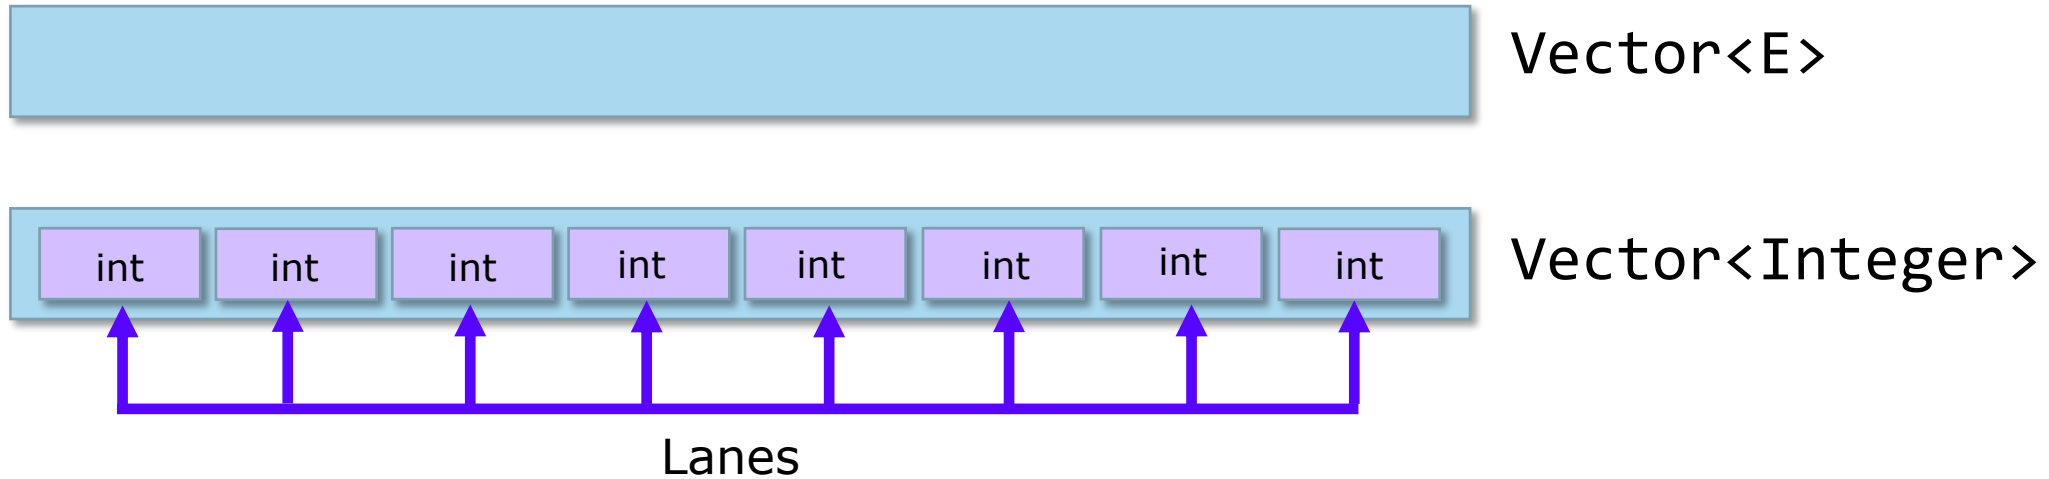 Vector<E>
int int int int int int int int
Vector<Integer>
Lanes